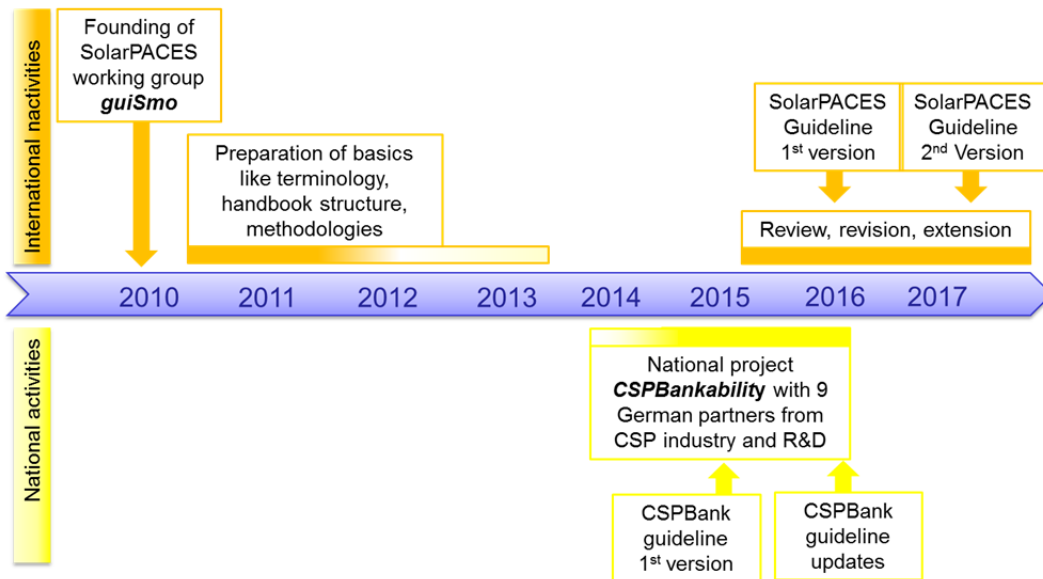 International nactivities
Founding of
SolarPACES
working group
guiSmo
Preparation of basics
like terminology,
handbook structure,
methodologies
SolarPACES
Guideline
1st version
SolarPACES
Guideline
2nd Version
Review, revision, extension
2010 2011 2012 2013 2014 2015 2016 2017
National activities
National project
CSPBankability with 9
German partners from
CSP industry and R&D
CSPBank
guideline
1st version
CSPBank
guideline
updates